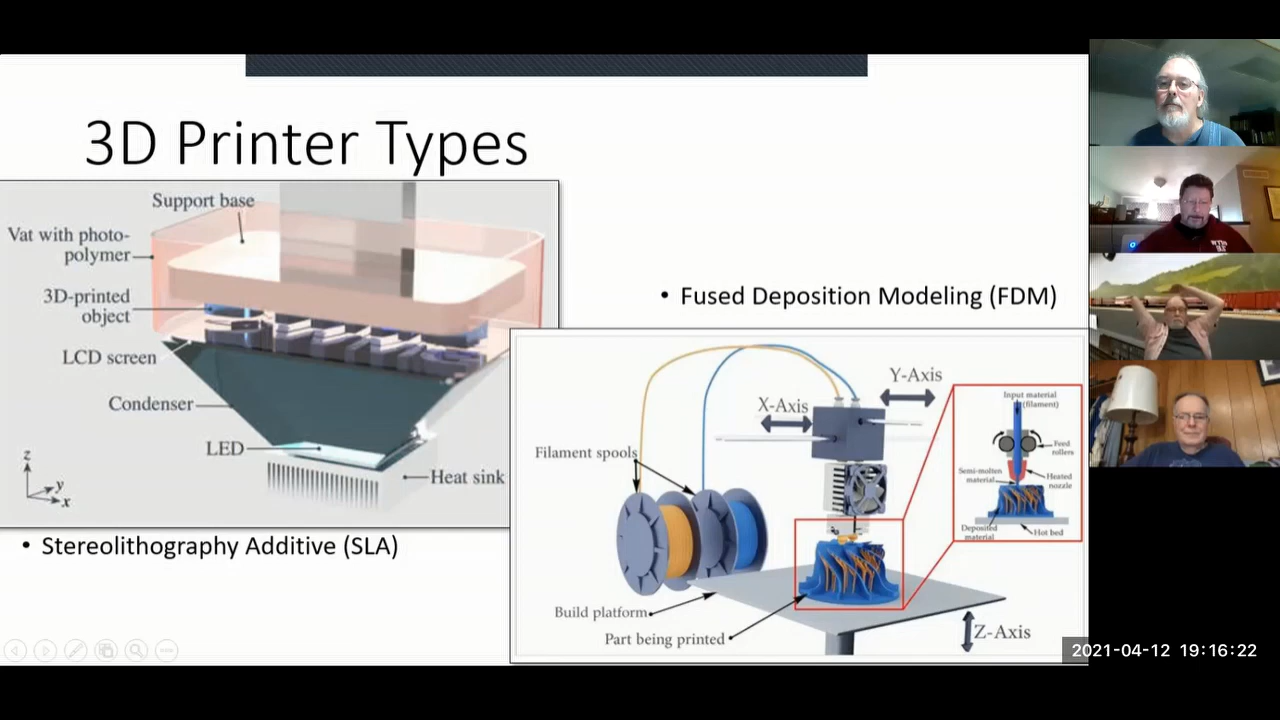 3D Printer Types
Support base
Vat with photo-
polymer
3D-printed
object
LCD screen
Condenser
LED
Heat sink
z
y
x
• Stereolithography Additive (SLA)
• Fused Deposition Modeling (FDM)
Y-Axis
X-Axis
Filament spools
Build platform
Part being printed
Z-Axis
Input material
(filament)
Feed
rollers
Semi-molten
material
Heated
nozzle
Deposited
material
Hot bed
2021-04-12 19:16:22